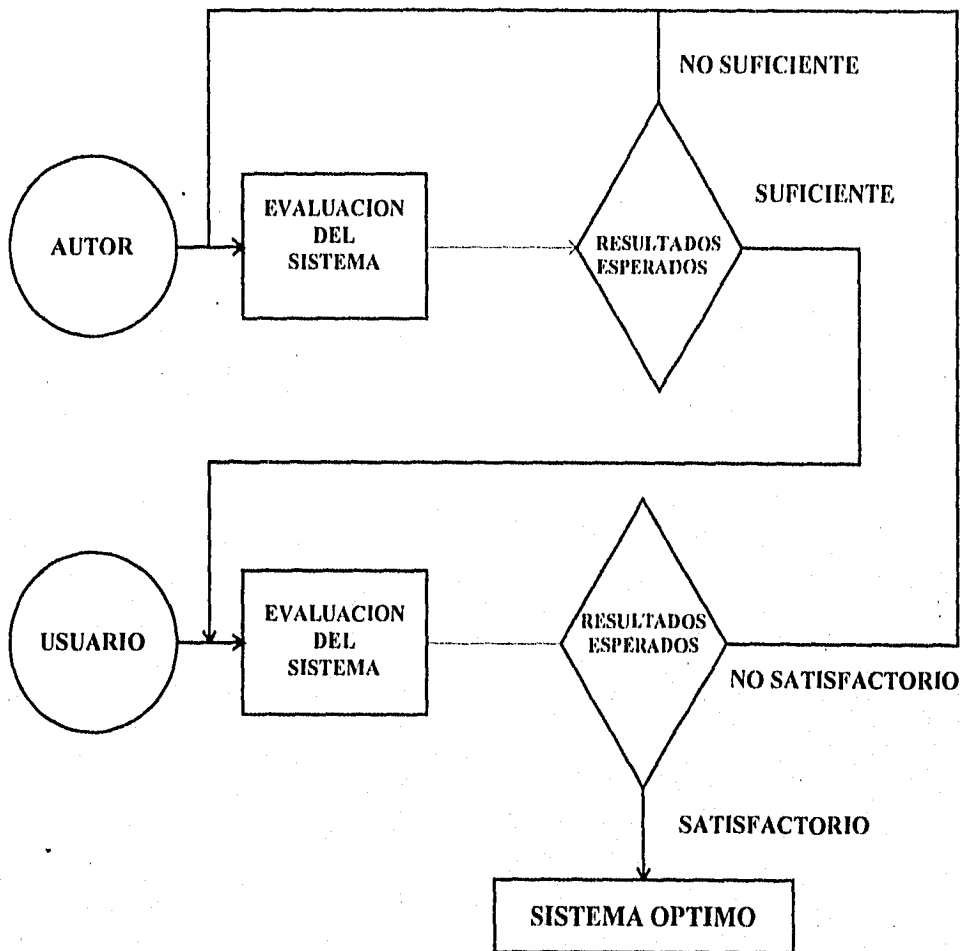 NO SUFICIENTE
SUFICIENTE
AUTOR
EVALUACION
DEL
SISTEMA
RESULTADOS
ESPERADOS
USUARIO
EVALUACION
DEL
SISTEMA
RESULTADOS
ESPERADOS
NO SATISFACTORIO
SATISFACTORIO
SISTEMA OPTIMO